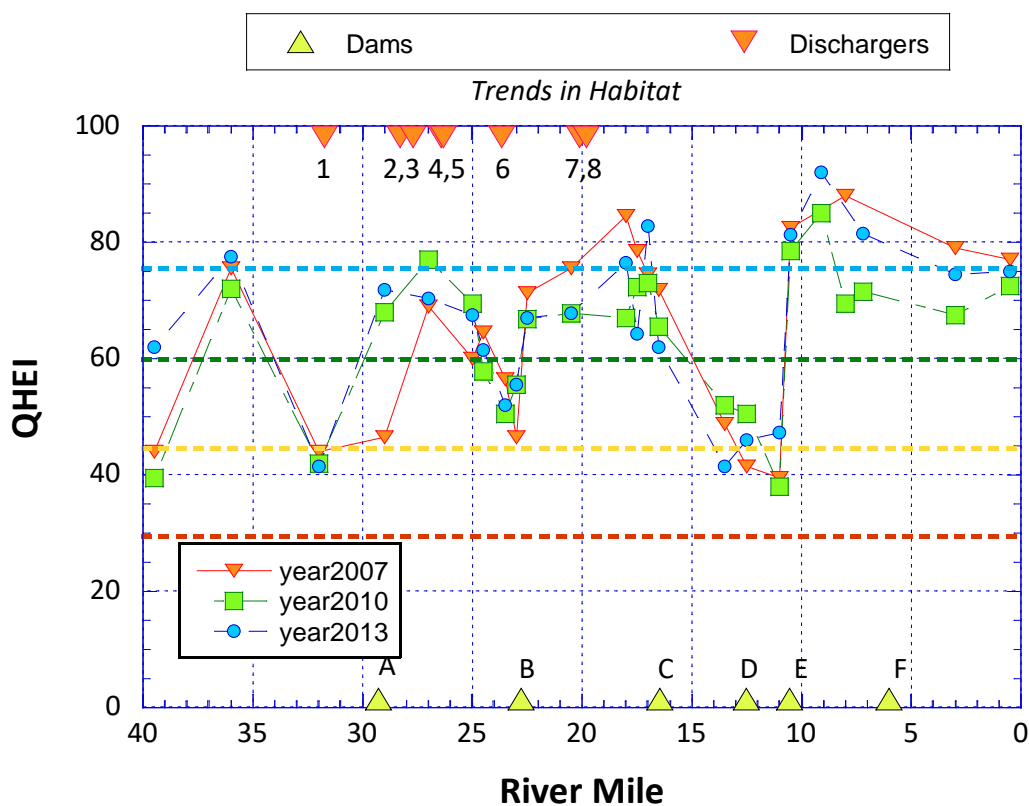 Dams Dischargers
Trends in Habitat
100
80
60
40
20
0
QHEI
1 2,3 4,5 6 7,8
year2007
year2010
year2013
A B C D E F
40 35 30 25 20 15 10 5 0
River Mile